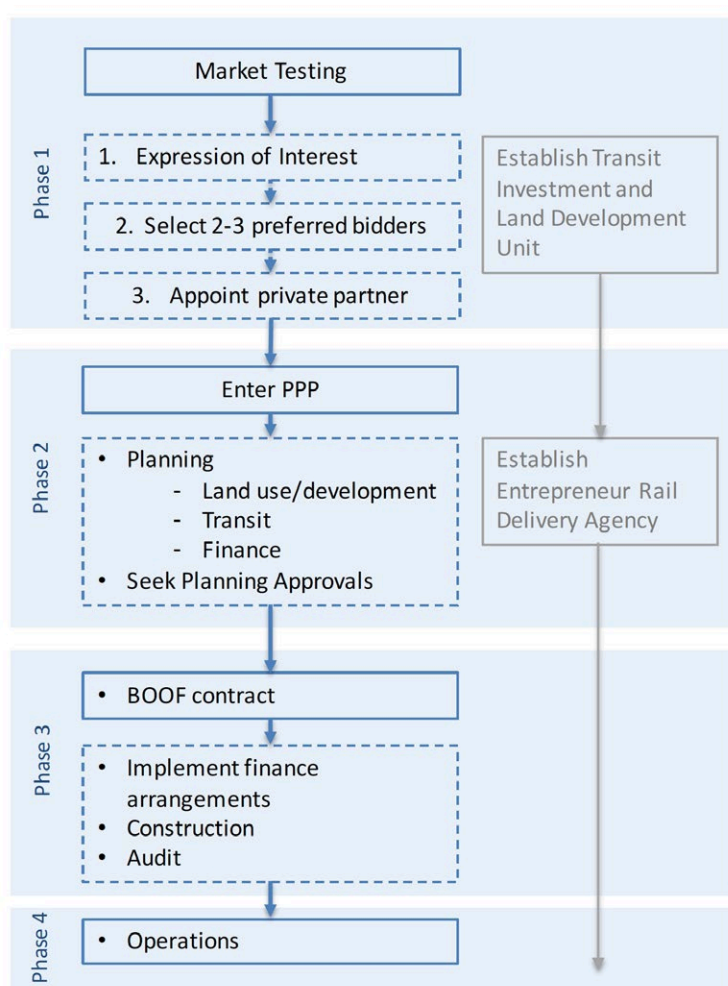 Phase 1
Market Testing
1. Expression of Interest
2. Select 2-3 preferred bidders
3. Appoint private partner
Establish Transit
Investment and
Land Development
Unit
Phase 2
Enter PPP
• Planning
- Land use/development
- Transit
- Finance
• Seek Planning Approvals
Establish
Entrepreneur Rail
Delivery Agency
Phase 3
• BOOF contract
• Implement finance
arrangements
• Construction
• Audit
Phase 4
• Operations